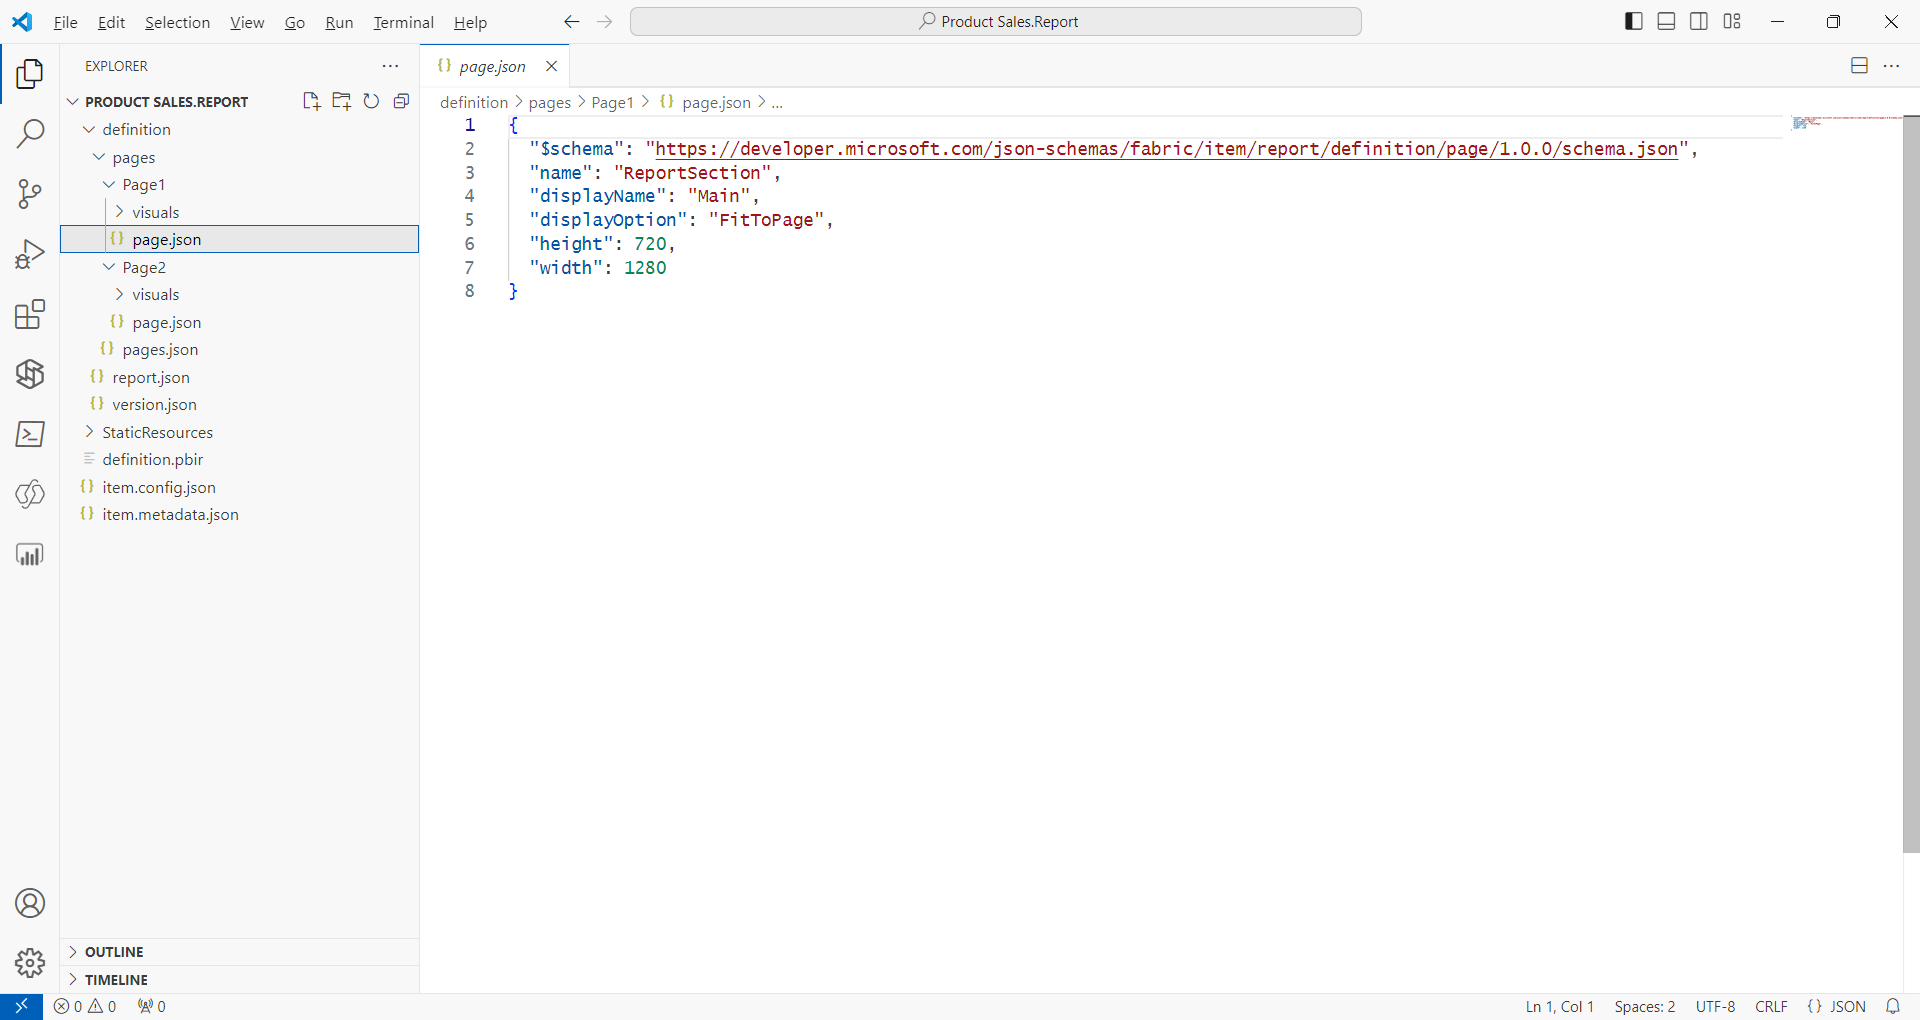 File Edit Selection View Go Run Terminal Help
Product Sales.Report
EXPLORER
PRODUCT SALES.REPORT
definition
pages
Page1
visuals
page.json
Page2
visuals
page.json
pages.json
report.json
version.json
StaticResources
definition.pbir
item.config.json
item.metadata.json
OUTLINE
TIMELINE
page.json
definition > pages > Page1 > {} page.json > ...
1 {
2 "$schema": "https://developer.microsoft.com/json-schemas/fabric/item/report/definition/page/1.0.0/schema.json",
3 "name": "ReportSection",
4 "displayName": "Main",
5 "displayOption": "FitToPage",
6 "height": 720,
7 "width": 1280
8 }
0 0 0
Ln 1, Col 1 Spaces: 2 UTF-8 CRLF {} JSON